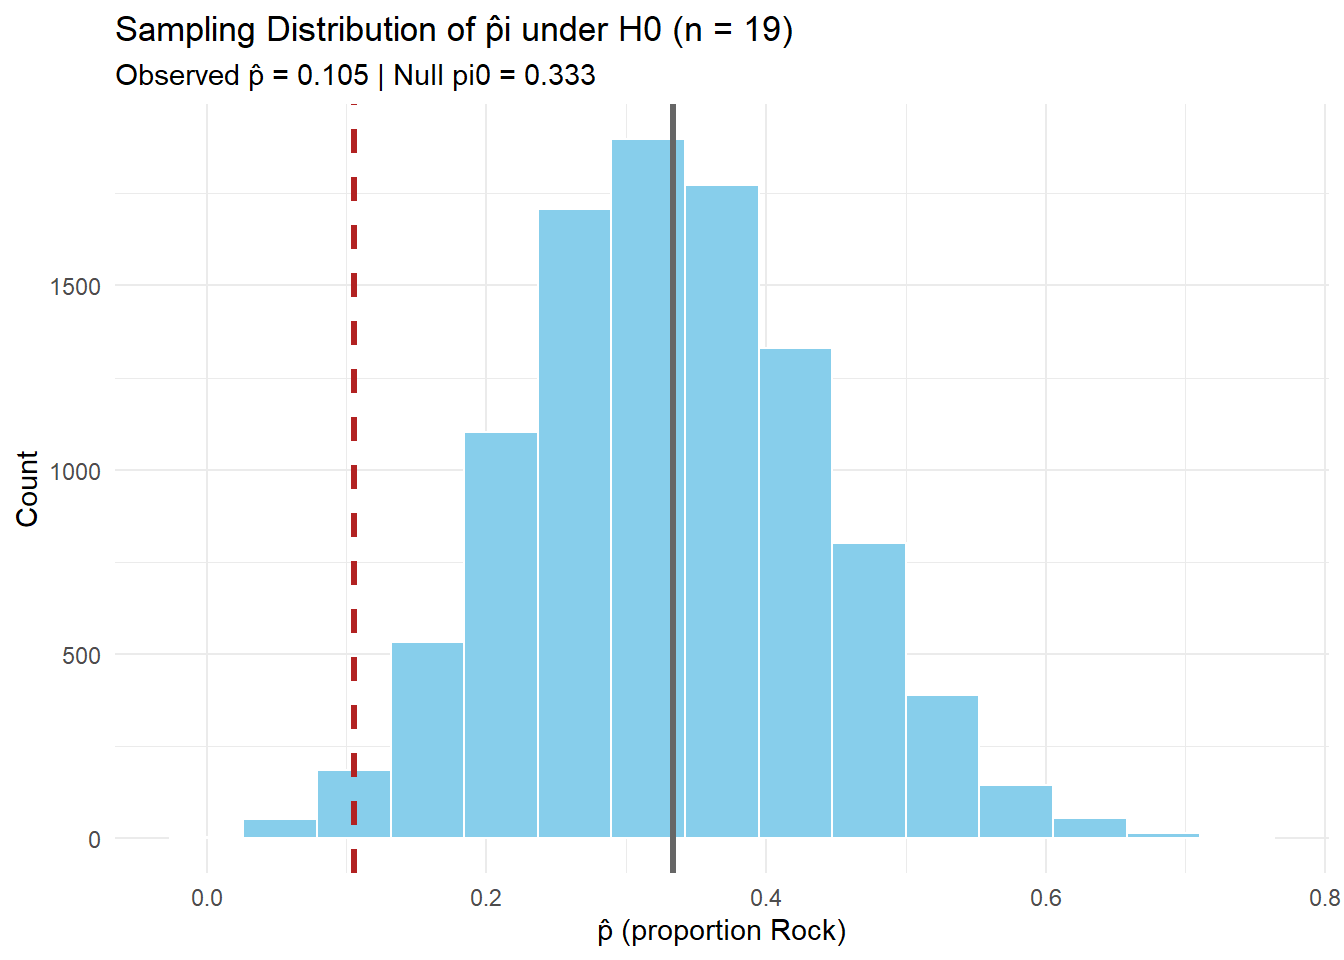 Sampling Distribution of p̂i under H0 (n = 19)
Observed p̂ = 0.105 | Null pi0 = 0.333
Count
1500
1000
500
0
0.0
0.2
0.4
0.6
0.8
p̂ (proportion Rock)